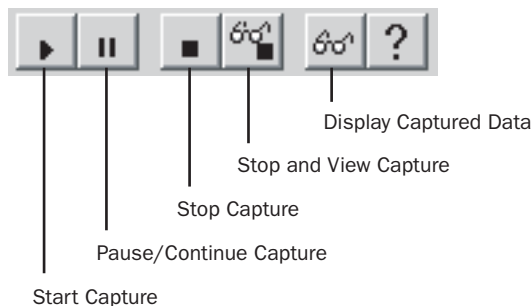 ?
Display Captured Data
Stop and View Capture
Stop Capture
Pause/Continue Capture
Start Capture